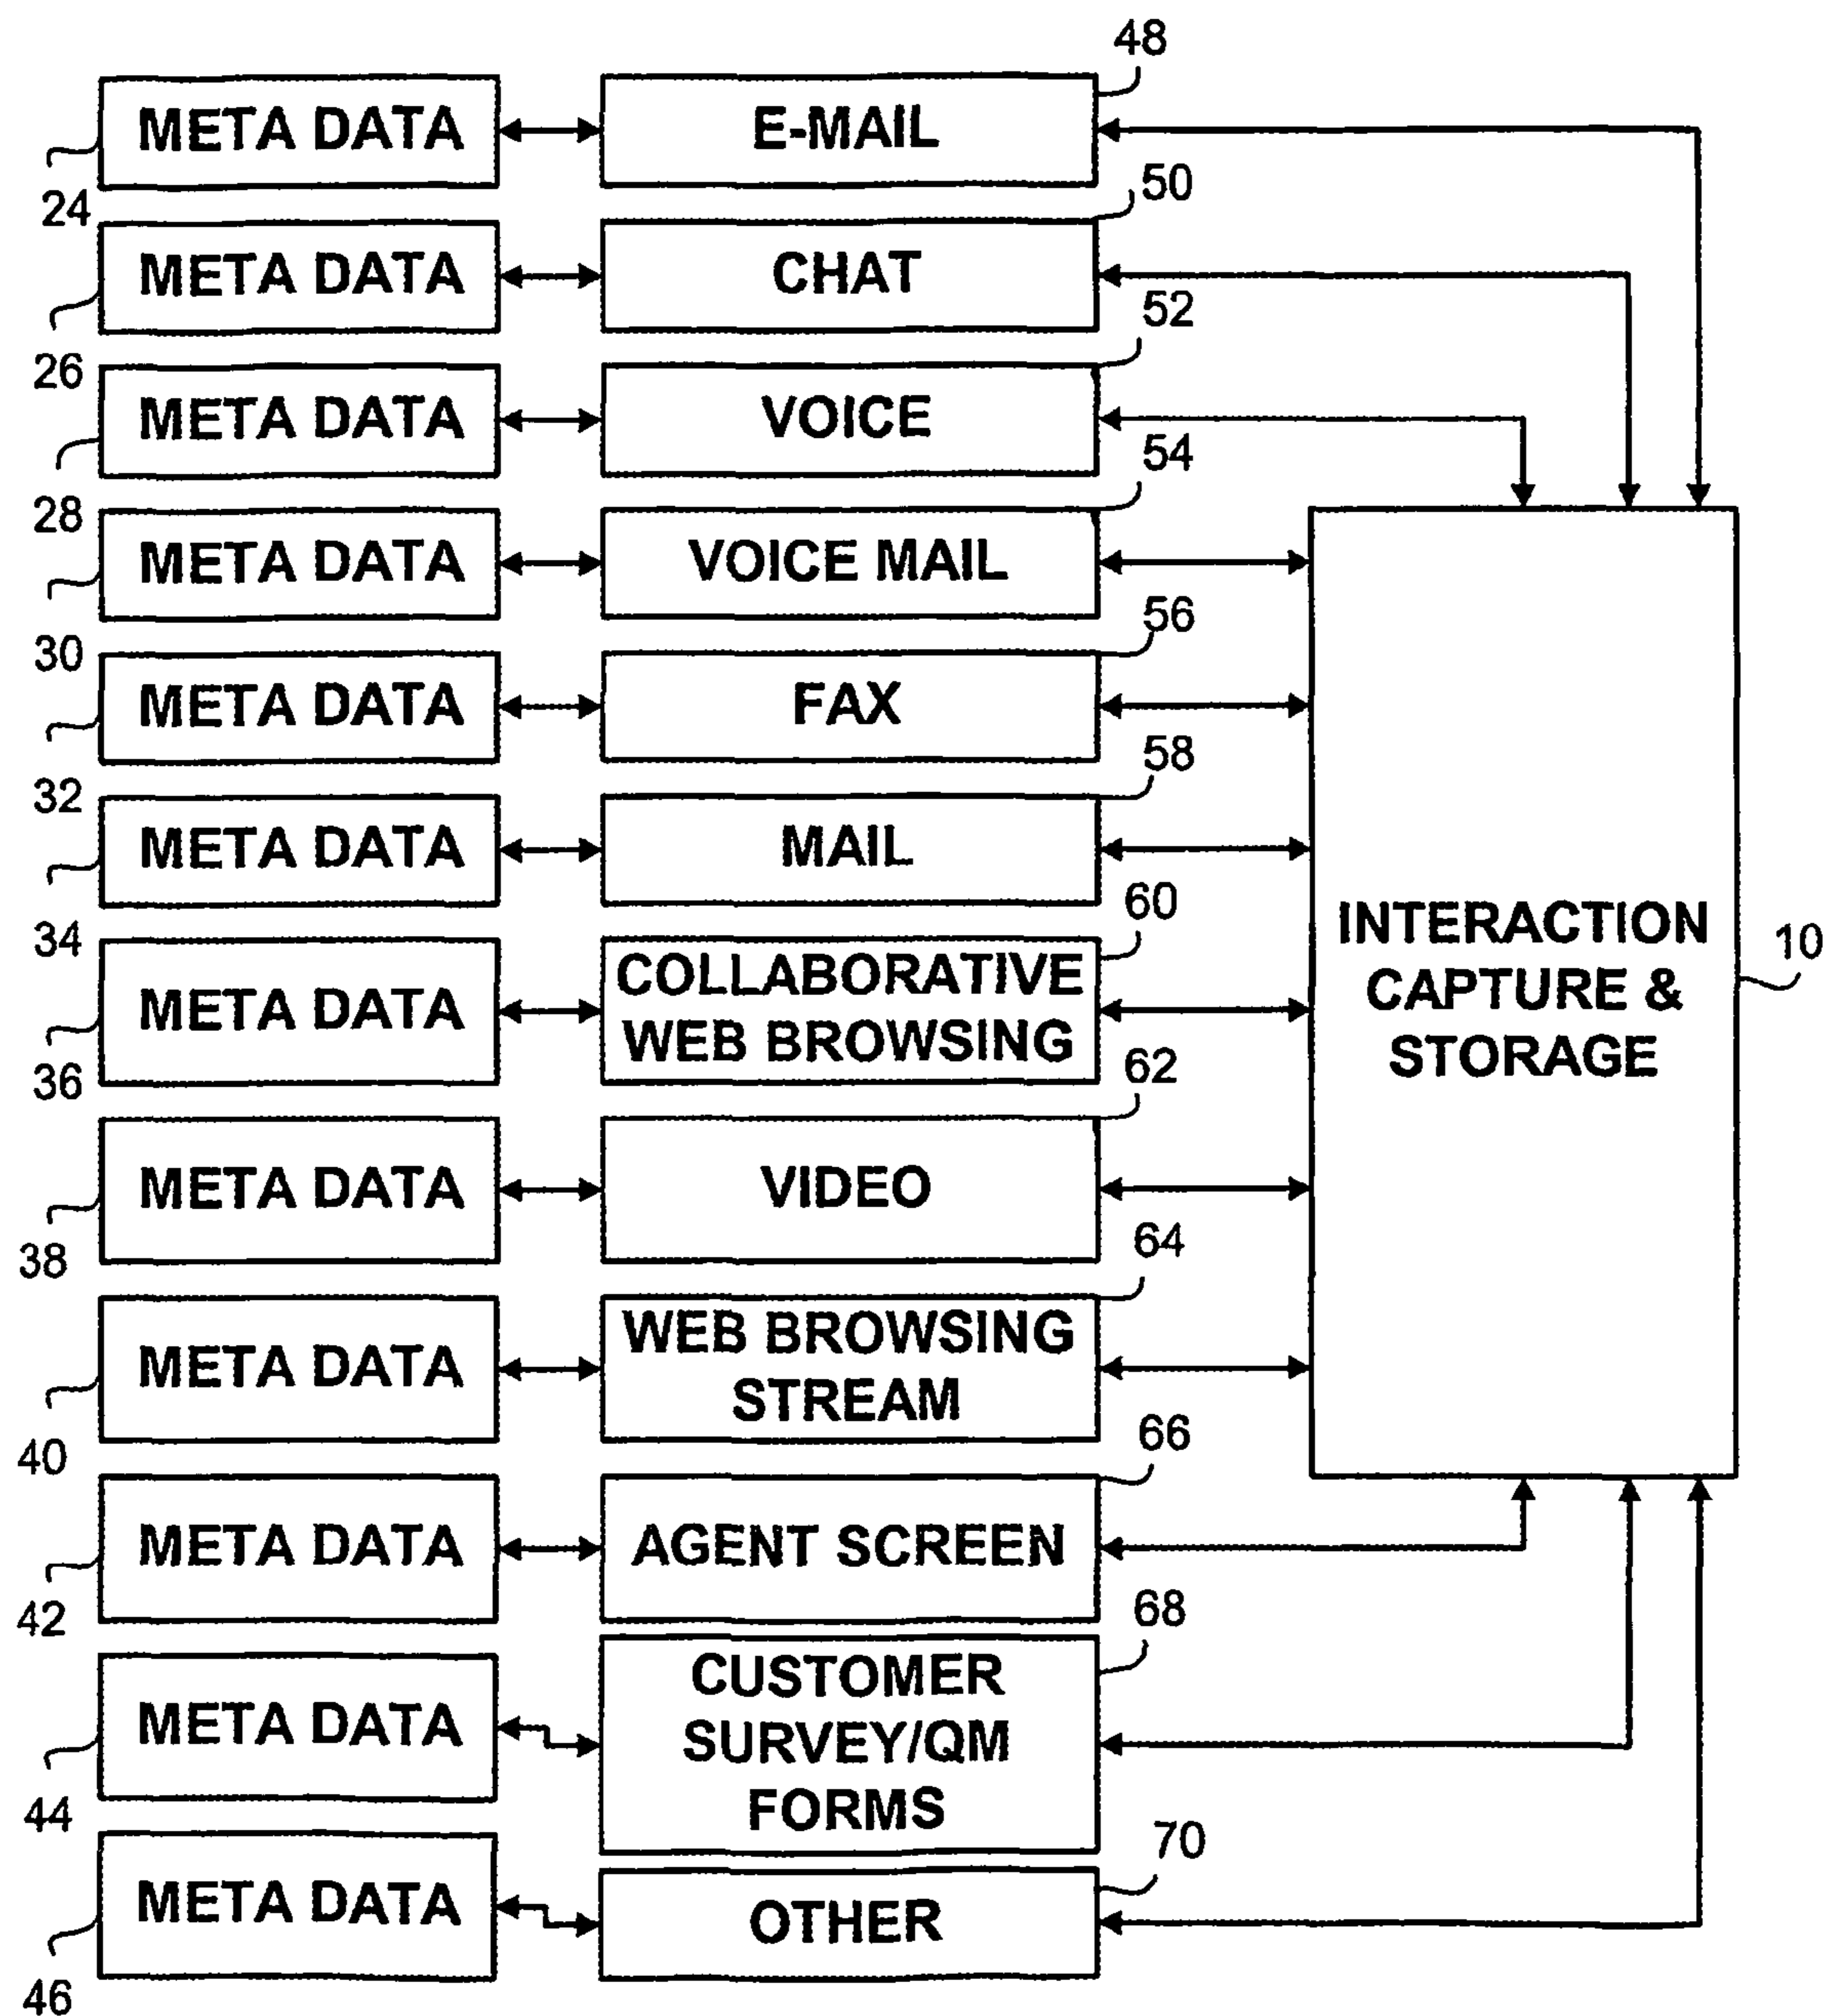 48
META DATA
E-MAIL
24
50
META DATA
CHAT
26
52
META DATA
VOICE
28
54
META DATA
VOICE MAIL
30
56
META DATA
FAX
32
58
META DATA
MAIL
34
60
META DATA
COLLABORATIVE
WEB BROWSING
36
62
META DATA
VIDEO
38
64
META DATA
WEB BROWSING
STREAM
40
66
META DATA
AGENT SCREEN
42
68
META DATA
CUSTOMER
SURVEY/QM
FORMS
44
70
META DATA
OTHER
46
INTERACTION
CAPTURE &
STORAGE
10